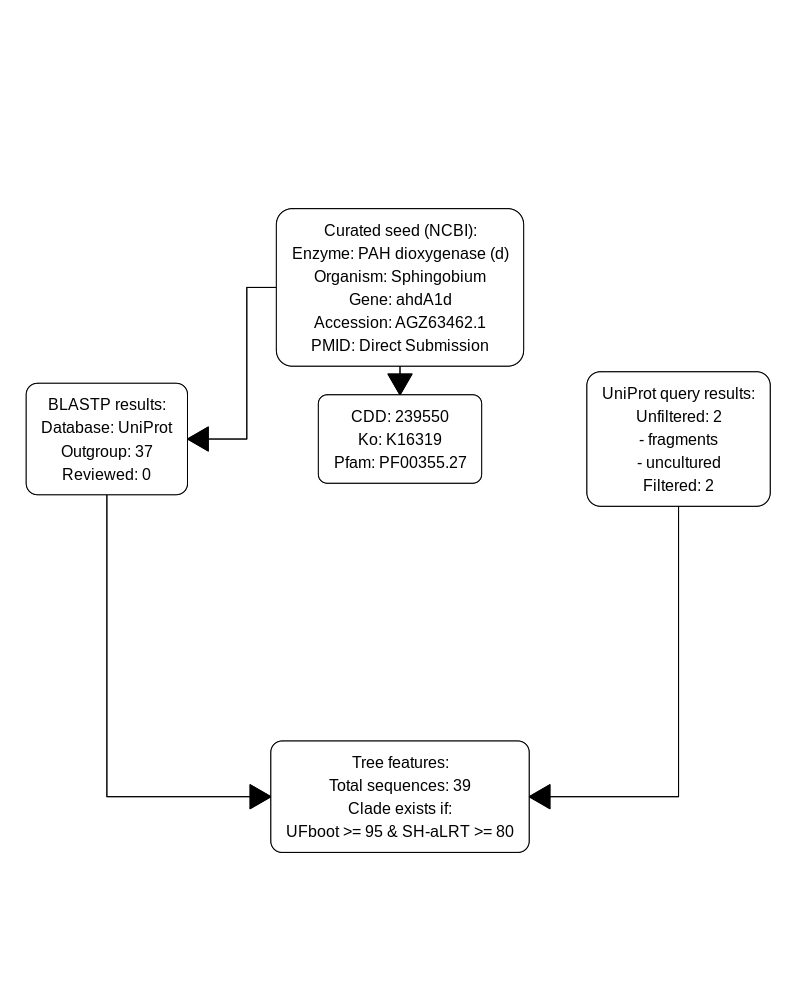 Curated seed (NCBI):
Enzyme: PAH dioxygenase (d)
Organism: Sphingobium
Gene: ahdA1d
Accession: AGZ63462.1
PMID: Direct Submission
BLASTP results:
Database: UniProt
Outgroup: 37
Reviewed: 0
CDD: 239550
Ko: K16319
Pfam: PF00355.27
UniProt query results:
Unfiltered: 2
- fragments
- uncultured
Filtered: 2
Tree features:
Total sequences: 39
Clade exists if:
UFboot >= 95 & SH-aLRT >= 80